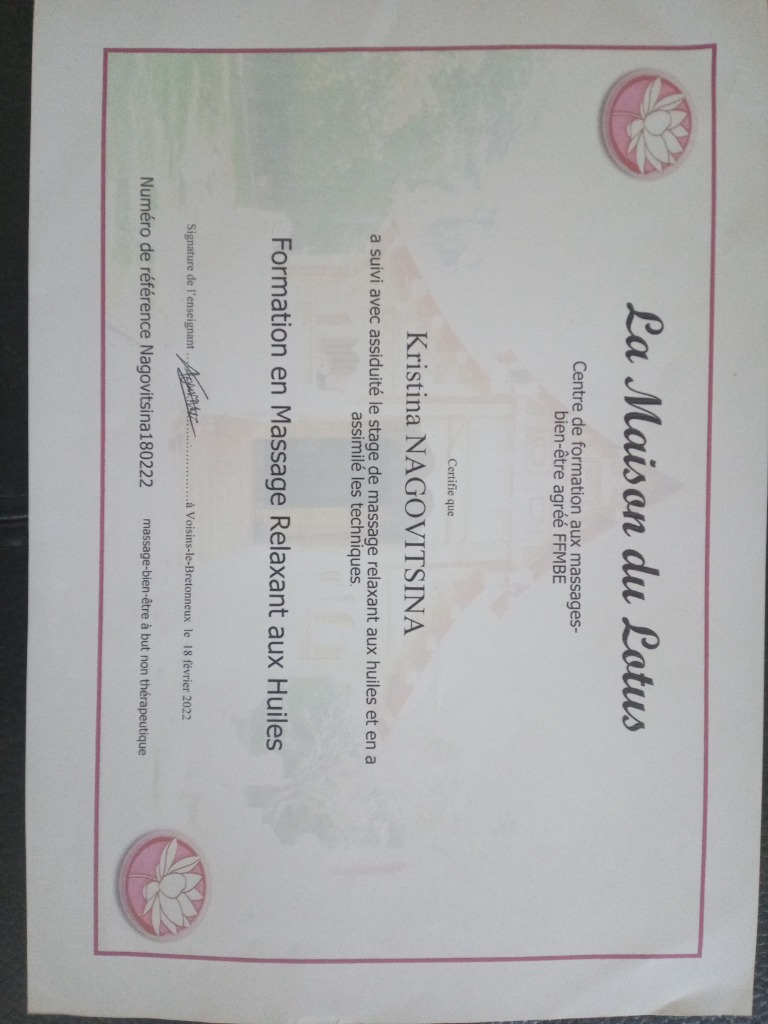 La Maison du Lotus
Centre de formation aux massages-
bien-être agréé FFMBE
Certifie que
Kristina NAGOVITSINA
a suivi avec assiduité le stage de massage relaxant aux huiles et en a
assimilé les techniques.
Formation en Massage Relaxant aux Huiles
Signature de l'enseignant ..................à Voisins-le-Bretonneux le 18 février 2022
Numéro de référence Nagovitsina180222 massage-bien-être à but non thérapeutique